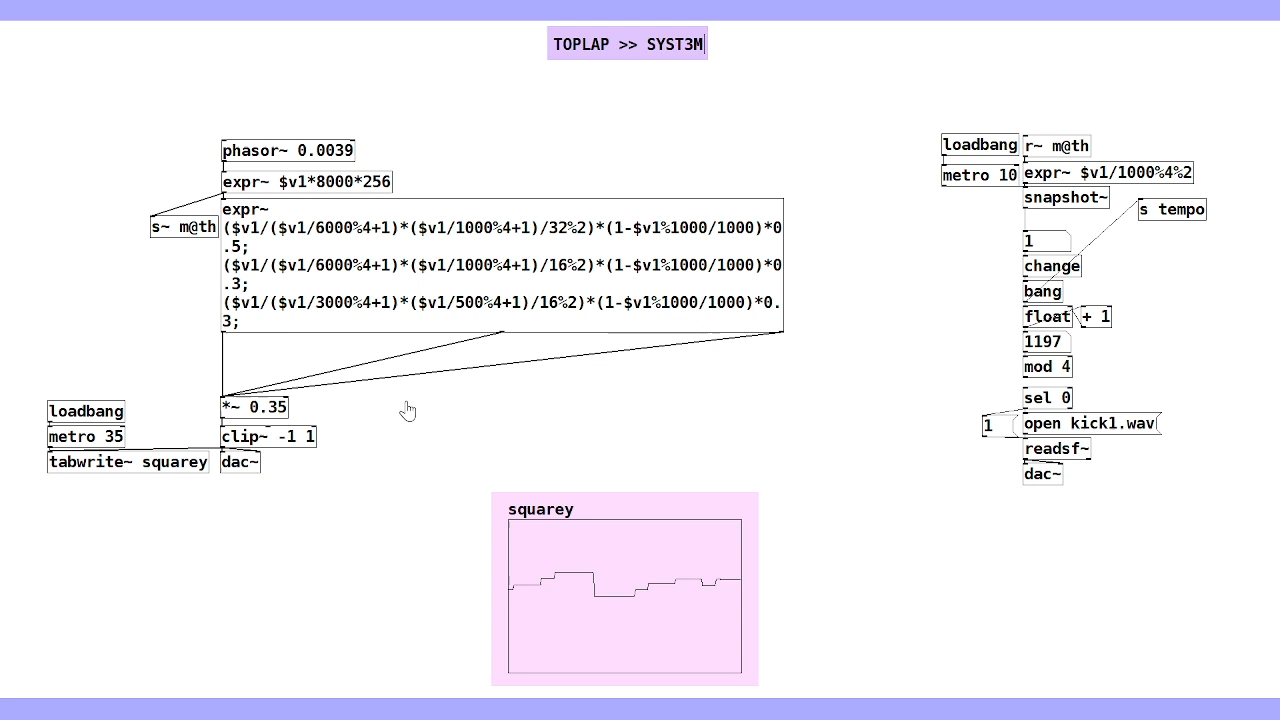 TOPLAP >> SYST3M
phasor~ 0.0039
expr~ $v1*8000*256
s~ m@th
expr~
($v1/($v1/6000%4+1)*($v1/1000%4+1)/32%2)*(1-$v1%1000/1000)*0
.5;
($v1/($v1/6000%4+1)*($v1/1000%4+1)/16%2)*(1-$v1%1000/1000)*0
.3;
($v1/($v1/3000%4+1)*($v1/500%4+1)/16%2)*(1-$v1%1000/1000)*0.
3;
*~ 0.35
clip~ -1 1
dac~
loadbang
metro 35
tabwrite~ squarey
squarey
loadbang
metro 10
r~ m@th
expr~ $v1/1000%4%2
snapshot~
s tempo
1
change
bang
float
+ 1
1197
mod 4
sel 0
1
open kick1.wav
readsf~
dac~